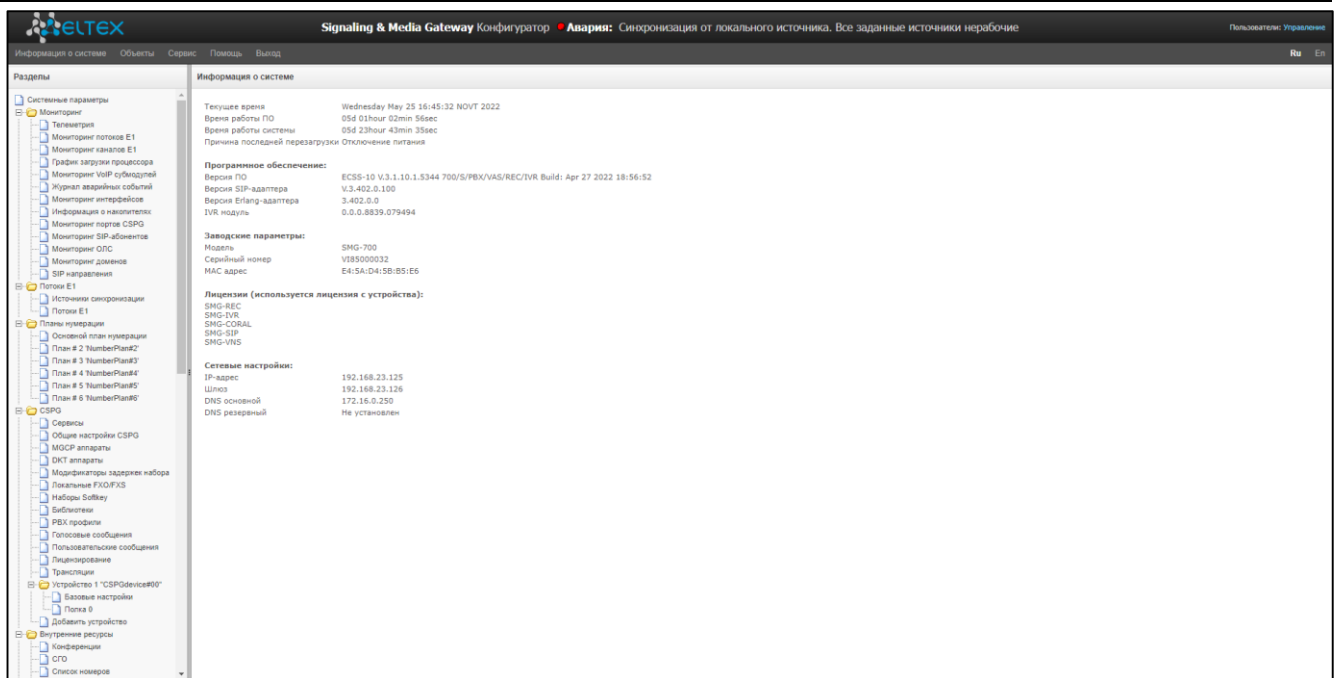 ELTEX
Signaling & Media Gateway Конфигуратор Авария: Синхронизация от локального источника. Все заданные источники нерабочие
Пользователи: Управление
Информация о системе Объекты Сервис Помощь Выход
Ru En
Разделы
Системные параметры
Мониторинг
Телеметрия
Мониторинг потоков E1
Мониторинг каналов E1
График загрузки процессора
Мониторинг VoIP субмодулей
Журнал аварийных событий
Мониторинг интерфейсов
Информация о накопителях
Мониторинг портов CSPG
Мониторинг SIP-абонентов
Мониторинг ОЛС
Мониторинг доменов
SIP направления
Потоки E1
Источники синхронизации
Потоки E1
Планы нумерации
Основной план нумерации
План # 2 'NumberPlan#2'
План # 3 'NumberPlan#3'
План # 4 'NumberPlan#4'
План # 5 'NumberPlan#5'
План # 6 'NumberPlan#6'
CSPG
Сервисы
Общие настройки CSPG
MGCP аппараты
DKT аппараты
Модификаторы задержек набора
Локальные FXO/FXS
Наборы Softkey
Библиотеки
PBX профили
Голосовые сообщения
Пользовательские сообщения
Лицензирование
Трансляции
Устройство 1 "CSPGdevice#00"
Базовые настройки
Полка 0
Добавить устройство
Внутренние ресурсы
Конференции
СГО
Список номеров
Информация о системе
Текущее время Wednesday May 25 16:45:32 NOVT 2022
Время работы ПО 05d 01hour 02min 56sec
Время работы системы 05d 23hour 43min 35sec
Причина последней перезагрузки Отключение питания
Программное обеспечение:
Версия ПО ECSS-10 V.3.1.10.1.5344 700/S/PBX/VAS/REC/IVR Build: Apr 27 2022 18:56:52
Версия SIP-адаптера V.3.402.0.100
Версия Erlang-адаптера 3.402.0.0
IVR модуль 0.0.0.8839.079494
Заводские параметры:
Модель SMG-700
Серийный номер VI85000032
MAC адрес E4:5A:D4:5B:B5:E6
Лицензии (используется лицензия с устройства):
SMG-REC
SMG-IVR
SMG-CORAL
SMG-SIP
SMG-VNS
Сетевые настройки:
IP-адрес 192.168.23.125
Шлюз 192.168.23.126
DNS основной 172.16.0.250
DNS резервный Не установлен